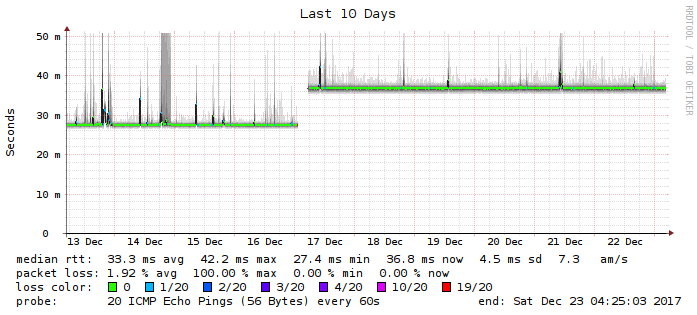 Last 10 Days
RRDTOOL / TOBI OETIKER
Seconds
50 m
40 m
30 m
20 m
10 m
0
13 Dec 14 Dec 15 Dec 16 Dec 17 Dec 18 Dec 19 Dec 20 Dec 21 Dec 22 Dec
median rtt: 33.3 ms avg 42.2 ms max 27.4 ms min 36.8 ms now 4.5 ms sd 7.3 am/s
packet loss: 1.92 % avg 100.00 % max 0.00 % min 0.00 % now
loss color: 0 1/20 2/20 3/20 4/20 10/20 19/20
probe: 20 ICMP Echo Pings (56 Bytes) every 60s end: Sat Dec 23 04:25:03 2017